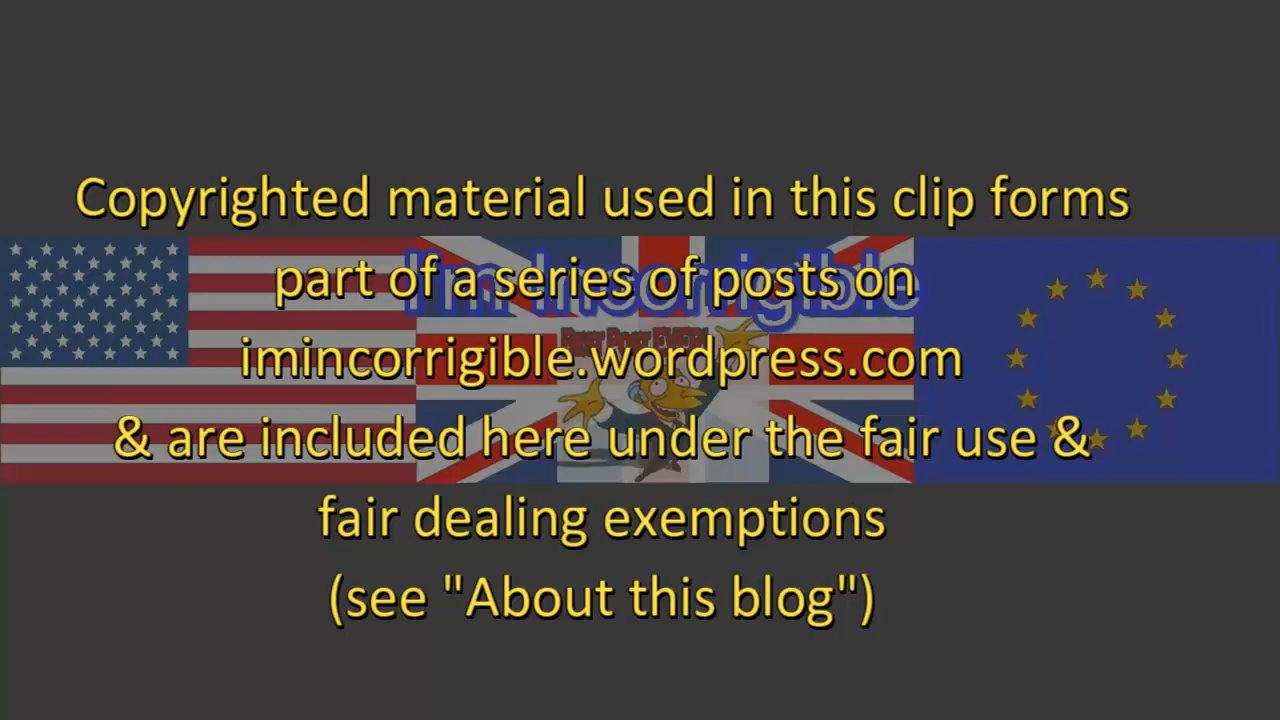 Copyrighted material used in this clip forms
part of a series of posts on
I'm Incorrigible
imincorrigible.wordpress.com
& are included here under the fair use &
fair dealing exemptions
(see "About this blog")